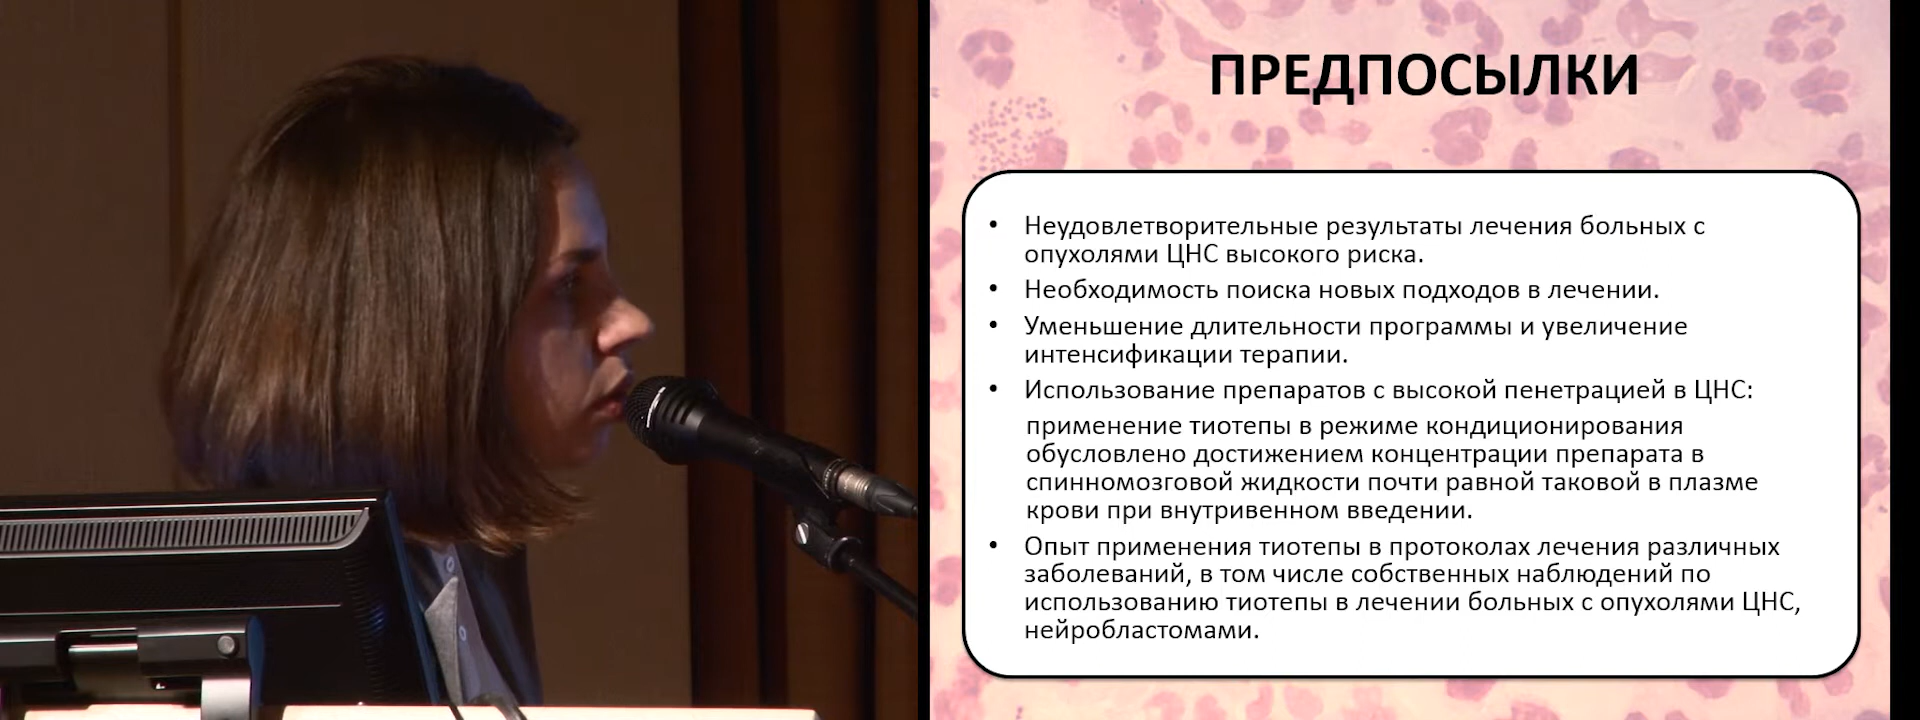 ПРЕДПОСЫЛКИ
• Неудовлетворительные результаты лечения больных с
опухолями ЦНС высокого риска.
• Необходимость поиска новых подходов в лечении.
• Уменьшение длительности программы и увеличение
интенсификации терапии.
• Использование препаратов с высокой пенетрацией в ЦНС:
применение тиотепы в режиме кондиционирования
обусловлено достижением концентрации препарата в
спинномозговой жидкости почти равной таковой в плазме
крови при внутривенном введении.
• Опыт применения тиотепы в протоколах лечения различных
заболеваний, в том числе собственных наблюдений по
использованию тиотепы в лечении больных с опухолями ЦНС,
нейробластомами.